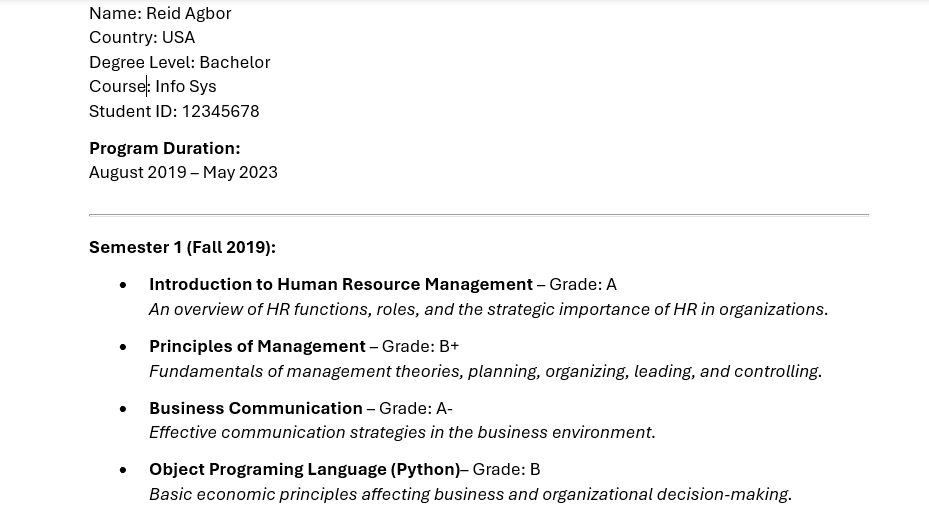 Name: Reid Agbor
Country: USA
Degree Level: Bachelor
Course: Info Sys
Student ID: 12345678
Program Duration:
August 2019 – May 2023
Semester 1 (Fall 2019):
• Introduction to Human Resource Management – Grade: A
An overview of HR functions, roles, and the strategic importance of HR in organizations.
• Principles of Management – Grade: B+
Fundamentals of management theories, planning, organizing, leading, and controlling.
• Business Communication – Grade: A-
Effective communication strategies in the business environment.
• Object Programing Language (Python)– Grade: B
Basic economic principles affecting business and organizational decision-making.